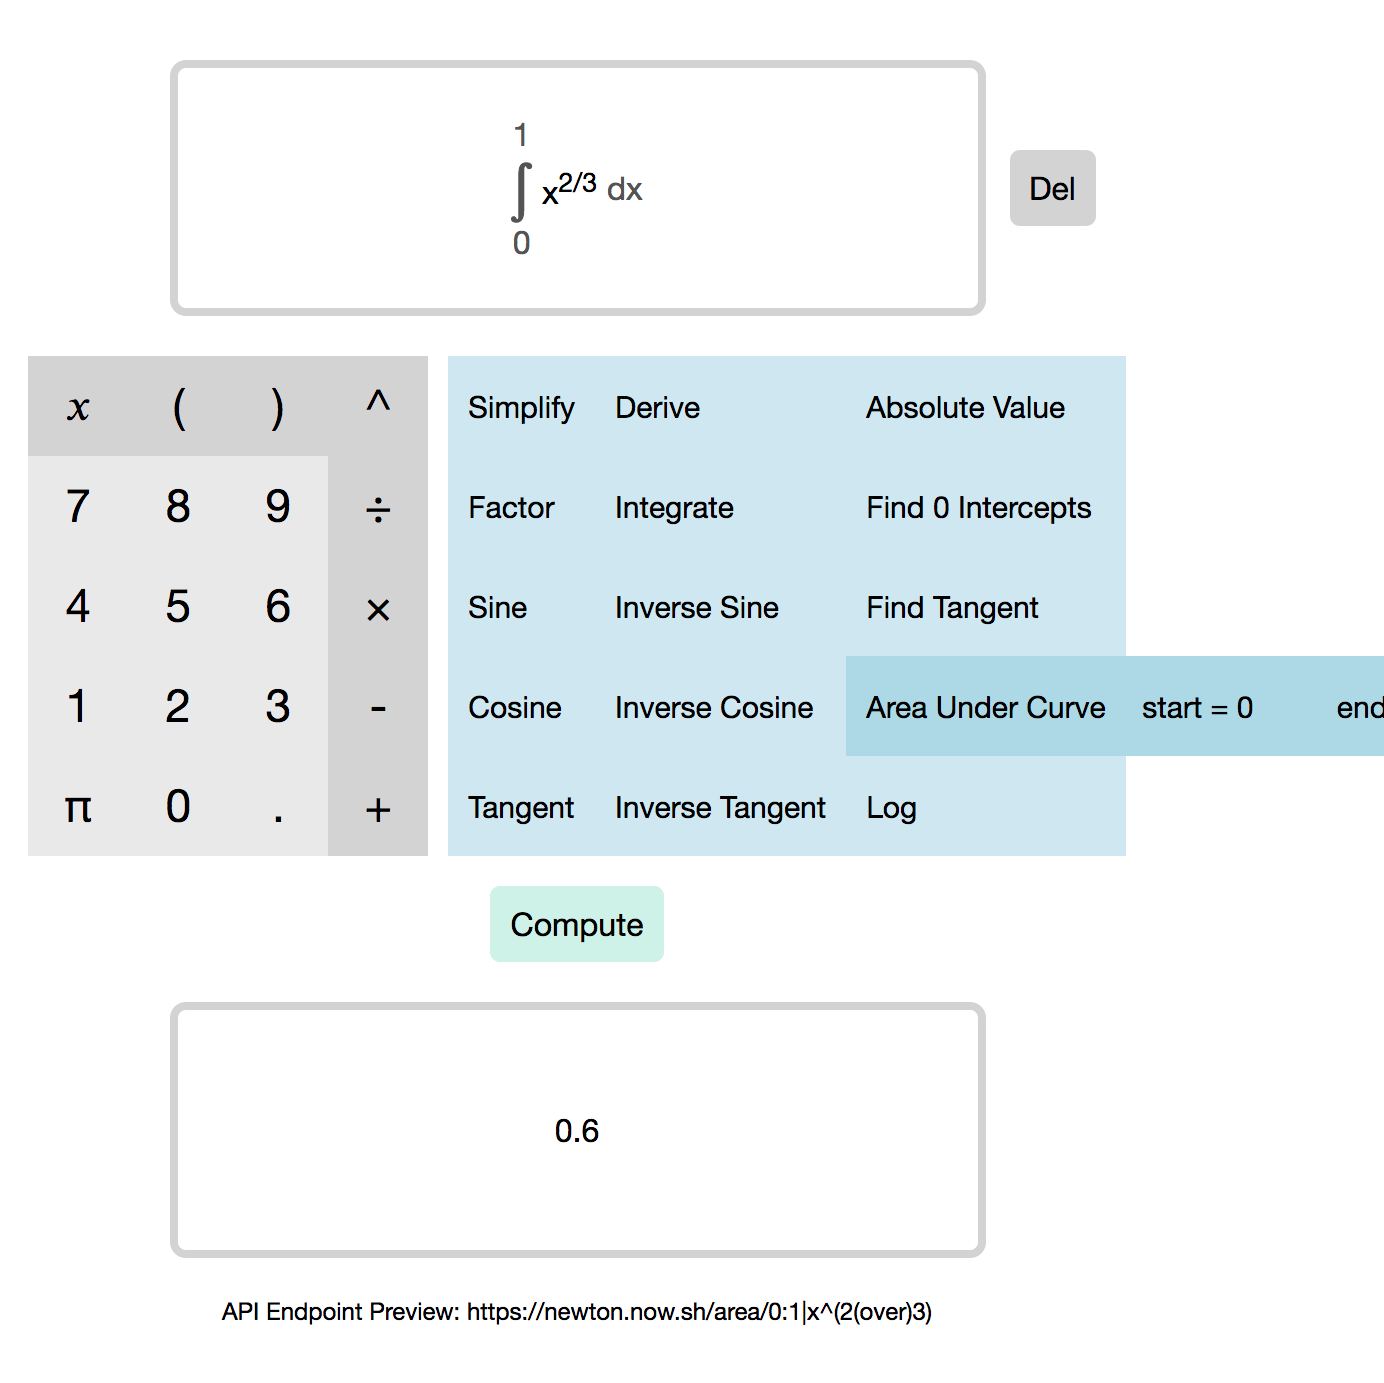 1
∫ x^2/3 dx
0
Del
x ( ) ^
7 8 9 ÷
4 5 6 ×
1 2 3 -
π 0 . +
Simplify Derive Absolute Value
Factor Integrate Find 0 Intercepts
Sine Inverse Sine Find Tangent
Cosine Inverse Cosine Area Under Curve start = 0 end
Tangent Inverse Tangent Log
Compute
0.6
API Endpoint Preview: https://newton.now.sh/area/0:1|x^(2(over)3)